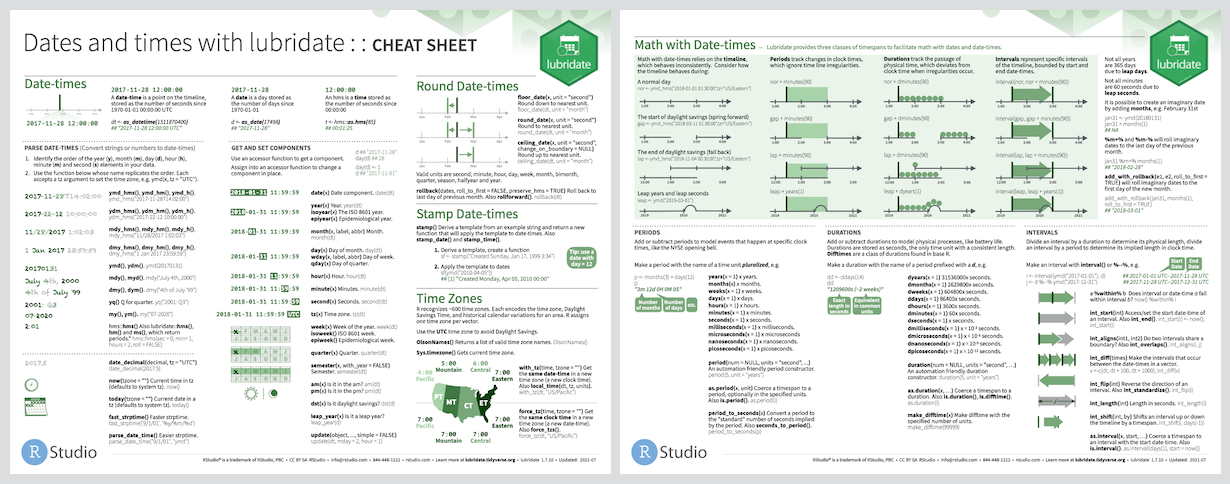 Dates and times with lubridate : : CHEAT SHEET
lubridate
Date-times
2017-11-28 12:00:00
2017-11-28 12:00:00
A date-time is a point on the timeline,
stored as the number of seconds since
1970-01-01 00:00:00 UTC
dt <- as_datetime(1511870400)
## "2017-11-28 12:00:00 UTC"
2017-11-28
A date is a day stored as
the number of days since
1970-01-01
d <- as_date(17498)
## "2017-11-28"
12:00:00
An hms is a time stored as
the number of seconds since
00:00:00
t <- hms::as.hms(85)
## 00:01:25
PARSE DATE-TIMES (Convert strings or numbers to date-times)
1. Identify the order of the year (y), month (m), day (d), hour (h),
minute (m) and second (s) elements in your data.
2. Use the function below whose name replicates the order. Each
accepts a tz argument to set the time zone, e.g. ymd(x, tz = "UTC").
2017-11-28T14:02:00
ymd_hms(), ymd_hm(), ymd_h().
ymd_hms("2017-11-28T14:02:00")
2017-22-12 10:00:00
ydm_hms(), ydm_hm(), ydm_h().
ydm_hms("2017-22-12 10:00:00")
11/28/2017 1:02:03
mdy_hms(), mdy_hm(), mdy_h().
mdy_hms("11/28/2017 1:02:03")
1 Jan 2017 23:59:59
dmy_hms(), dmy_hm(), dmy_h().
dmy_hms("1 Jan 2017 23:59:59")
20170131
ymd(), ydm(). ymd(20170131)
July 4th, 2000
mdy(), myd(). mdy("July 4th, 2000")
4th of July '99
dmy(), dym(). dmy("4th of July '99")
2001: Q3
yq() Q for quarter. yq("2001: Q3")
07-2020
my(), ym(). my("07-2020")
2:01
hms::hms() Also lubridate::hms(),
hm() and ms(), which return
periods.* hms::hms(sec = 0, min = 1,
hours = 2, roll = FALSE)
2017.5
date_decimal(decimal, tz = "UTC")
date_decimal(2017.5)
now(tzone = "") Current time in tz
(defaults to system tz). now()
today(tzone = "") Current date in a
tz (defaults to system tz). today()
fast_strptime() Faster strptime.
fast_strptime('9/1/01', '%y/%m/%d')
parse_date_time() Easier strptime.
parse_date_time("9/1/01", "ymd")
GET AND SET COMPONENTS
Use an accessor function to get a component.
Assign into an accessor function to change a
component in place.
d ## "2017-11-28"
day(d) ## 28
day(d) <- 1
d ## "2017-11-01"
2018-01-31 11:59:59
date(x) Date component. date(dt)
2018-01-31 11:59:59
year(x) Year. year(dt)
isoyear(x) The ISO 8601 year.
epiyear(x) Epidemiological year.
2018-01-31 11:59:59
month(x, label, abbr) Month.
month(dt)
2018-01-31 11:59:59
day(x) Day of month. day(dt)
wday(x, label, abbr) Day of week.
qday(x) Day of quarter.
2018-01-31 11:59:59
hour(x) Hour. hour(dt)
2018-01-31 11:59:59
minute(x) Minutes. minute(dt)
2018-01-31 11:59:59
second(x) Seconds. second(dt)
2018-01-31 11:59:59 UTC
tz(x) Time zone. tz(dt)
week(x) Week of the year. week(dt)
isoweek() ISO 8601 week.
epiweek() Epidemiological week.
quarter(x) Quarter. quarter(dt)
semester(x, with_year = FALSE)
Semester. semester(dt)
am(x) Is it in the am? am(dt)
pm(x) Is it in the pm? pm(dt)
dst(x) Is it daylight savings? dst(d)
leap_year(x) Is it a leap year?
leap_year(d)
update(object, ..., simple = FALSE)
update(dt, mday = 2, hour = 1)
Round Date-times
floor_date(x, unit = "second")
Round down to nearest unit.
floor_date(dt, unit = "month")
round_date(x, unit = "second")
Round to nearest unit.
round_date(dt, unit = "month")
ceiling_date(x, unit = "second",
change_on_boundary = NULL)
Round up to nearest unit.
ceiling_date(dt, unit = "month")
Valid units are second, minute, hour, day, week, month, bimonth,
quarter, season, halfyear and year.
rollback(dates, roll_to_first = FALSE, preserve_hms = TRUE) Roll back to
last day of previous month. Also rollforward(). rollback(dt)
Stamp Date-times
stamp() Derive a template from an example string and return a new
function that will apply the template to date-times. Also
stamp_date() and stamp_time().
1. Derive a template, create a function
sf <- stamp("Created Sunday, Jan 17, 1999 3:34")
2. Apply the template to dates
sf(ymd("2010-04-05"))
## [1] "Created Monday, Apr 05, 2010 00:00"
Tip: use a
date with
day > 12
Time Zones
R recognizes ~600 time zones. Each encodes the time zone, Daylight
Savings Time, and historical calendar variations for an area. R assigns
one time zone per vector.
Use the UTC time zone to avoid Daylight Savings.
OlsonNames() Returns a list of valid time zone names. OlsonNames()
Sys.timezone() Gets current time zone.
4:00
Pacific
5:00
Mountain
6:00
Central
7:00
Eastern
PT
MT
CT
ET
7:00
Pacific
7:00
Mountain
7:00
Central
7:00
Eastern
with_tz(time, tzone = "") Get
the same date-time in a new
time zone (a new clock time).
Also local_time(dt, tz, units).
with_tz(dt, "US/Pacific")
force_tz(time, tzone = "") Get
the same clock time in a new
time zone (a new date-time).
Also force_tzs().
force_tz(dt, "US/Pacific")
R Studio
RStudio® is a trademark of RStudio, PBC • CC BY SA RStudio • info@rstudio.com • 844-448-1212 • rstudio.com • Learn more at lubridate.tidyverse.org • lubridate 1.7.10 • Updated: 2021-07
Math with Date-times — Lubridate provides three classes of timespans to facilitate math with dates and date-times.
lubridate
Math with date-times relies on the timeline,
which behaves inconsistently. Consider how
the timeline behaves during:
A normal day
nor <- ymd_hms("2018-01-01 01:30:00",tz="US/Eastern")
The start of daylight savings (spring forward)
gap <- ymd_hms("2018-03-11 01:30:00",tz="US/Eastern")
The end of daylight savings (fall back)
lap <- ymd_hms("2018-11-04 00:30:00",tz="US/Eastern")
Leap years and leap seconds
leap <- ymd("2019-03-01")
Periods track changes in clock times,
which ignore time line irregularities.
nor + minutes(90)
gap + minutes(90)
lap + minutes(90)
leap + years(1)
Durations track the passage of
physical time, which deviates from
clock time when irregularities occur.
nor + dminutes(90)
gap + dminutes(90)
lap + dminutes(90)
leap + dyears(1)
Intervals represent specific intervals
of the timeline, bounded by start and
end date-times.
interval(nor, nor + minutes(90))
interval(gap, gap + minutes(90))
interval(lap, lap + minutes(90))
interval(leap, leap + years(1))
Not all years
are 365 days
due to leap days.
Not all minutes
are 60 seconds due to
leap seconds.
It is possible to create an imaginary date
by adding months, e.g. February 31st
jan31 <- ymd(20180131)
jan31 + months(1)
## NA
%m+% and %m-% will roll imaginary
dates to the last day of the previous
month.
jan31 %m+% months(1)
## "2018-02-28"
add_with_rollback(e1, e2, roll_to_first =
TRUE) will roll imaginary dates to
the first day of the new month.
add_with_rollback(jan31, months(1),
roll_to_first = TRUE)
## "2018-03-01"
PERIODS
Add or subtract periods to model events that happen at specific clock
times, like the NYSE opening bell.
Make a period with the name of a time unit pluralized, e.g.
p <- months(3) + days(12)
p
"3m 12d 0H 0M 0S"
Number
of months
Number
of days
etc.
years(x = 1) x years.
months(x) x months.
weeks(x = 1) x weeks.
days(x = 1) x days.
hours(x = 1) x hours.
minutes(x = 1) x minutes.
seconds(x = 1) x seconds.
milliseconds(x = 1) x milliseconds.
microseconds(x = 1) x microseconds
nanoseconds(x = 1) x nanoseconds.
picoseconds(x = 1) x picoseconds.
period(num = NULL, units = "second", ...)
An automation friendly period constructor.
period(5, unit = "years")
as.period(x, unit) Coerce a timespan to a
period, optionally in the specified units.
Also is.period(). as.period(i)
period_to_seconds(x) Convert a period to
the "standard" number of seconds implied
by the period. Also seconds_to_period().
period_to_seconds(p)
DURATIONS
Add or subtract durations to model physical processes, like battery life.
Durations are stored as seconds, the only time unit with a consistent length.
Difftimes are a class of durations found in base R.
Make a duration with the name of a period prefixed with a d, e.g.
dd <- ddays(14)
dd
"1209600s (~2 weeks)"
Exact
length in
seconds
Equivalent
in common
units
dyears(x = 1) 31536000x seconds.
dmonths(x = 1) 2629800x seconds.
dweeks(x = 1) 604800x seconds.
ddays(x = 1) 86400x seconds.
dhours(x = 1) 3600x seconds.
dminutes(x = 1) 60x seconds.
dseconds(x = 1) x seconds.
dmilliseconds(x = 1) x × 10-3 seconds.
dmicroseconds(x = 1) x × 10-6 seconds.
dnanoseconds(x = 1) x × 10-9 seconds.
dpicoseconds(x = 1) x × 10-12 seconds.
duration(num = NULL, units = "second", ...)
An automation friendly duration
constructor. duration(5, unit = "years")
as.duration(x, ...) Coerce a timespan to a
duration. Also is.duration(), is.difftime().
as.duration(i)
make_difftime(x) Make difftime with the
specified number of units.
make_difftime(99999)
INTERVALS
Divide an interval by a duration to determine its physical length, divide
an interval by a period to determine its implied length in clock time.
Make an interval with interval() or %--%, e.g.
Start
Date
End
Date
i <- interval(ymd("2017-01-01"), d)
## 2017-01-01 UTC--2017-11-28 UTC
j <- d %--% ymd("2017-12-31")
## 2017-11-28 UTC--2017-12-31 UTC
a %within% b Does interval or date-time a fall
within interval b? now() %within% i
int_start(int) Access/set the start date-time of
an interval. Also int_end(). int_start(i) <- now();
int_start(i)
int_aligns(int1, int2) Do two intervals share a
boundary? Also int_overlaps(). int_aligns(i, j)
int_diff(times) Make the intervals that occur
between the date-times in a vector.
v <- c(dt, dt + 100, dt + 1000); int_diff(v)
int_flip(int) Reverse the direction of an
interval. Also int_standardize(). int_flip(i)
int_length(int) Length in seconds. int_length(i)
int_shift(int, by) Shifts an interval up or down
the timeline by a timespan. int_shift(i, days(-1))
as.interval(x, start, ...) Coerce a timespan to
an interval with the start date-time. Also
is.interval(). as.interval(days(1), start = now())
R Studio
RStudio® is a trademark of RStudio, PBC • CC BY SA RStudio • info@rstudio.com • 844-448-1212 • rstudio.com • Learn more at lubridate.tidyverse.org • lubridate 1.7.10 • Updated: 2021-07